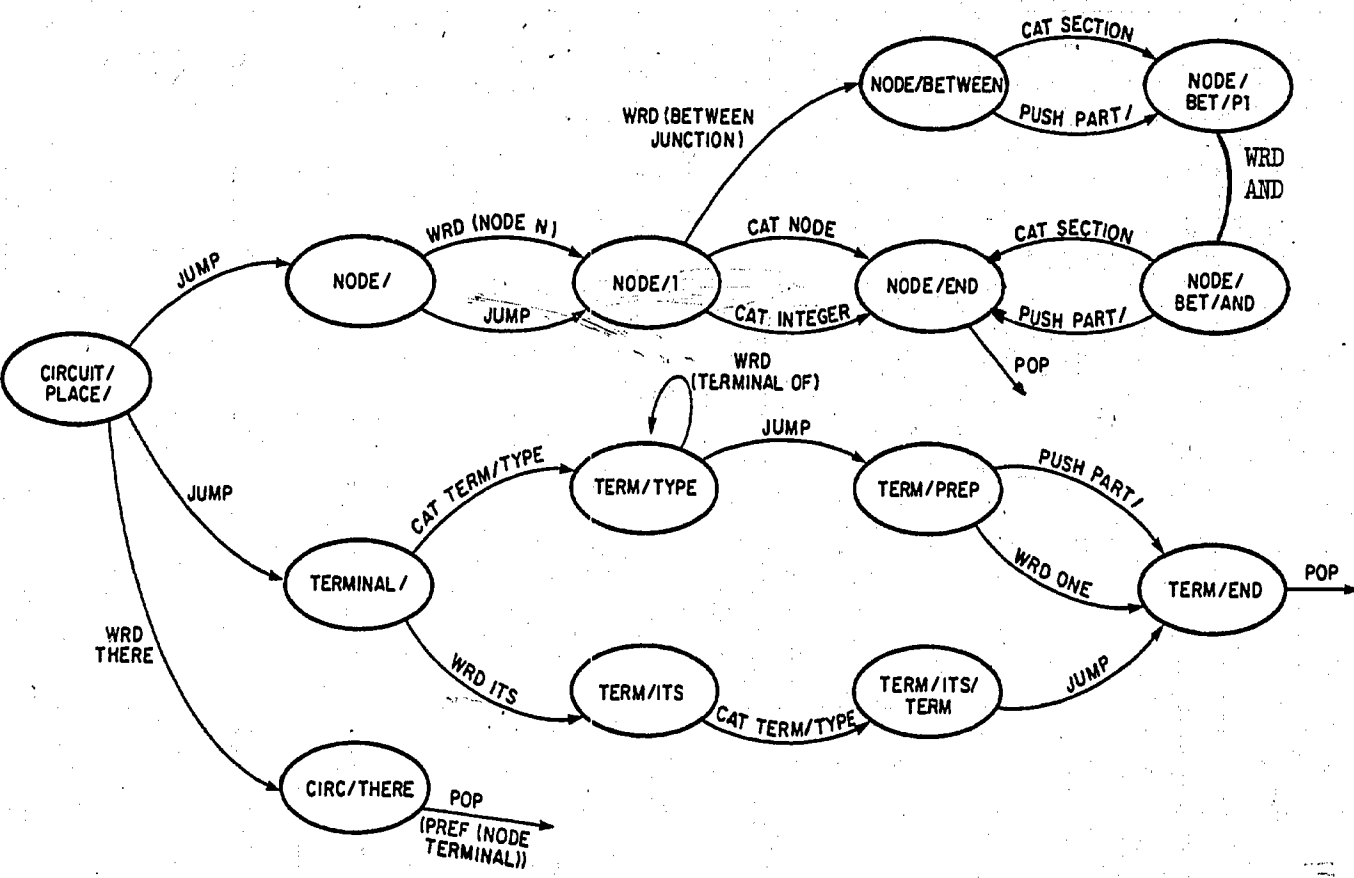 CAT SECTION
NODE/BETWEEN
NODE/
BET/P1
PUSH PART/
WRD (BETWEEN
JUNCTION)
WRD
AND
WRD (NODE N)
CAT NODE
CAT SECTION
JUMP
NODE/
NODE/1
NODE/END
NODE/
BET/AND
JUMP
CAT INTEGER
PUSH PART/
POP
CIRCUIT/
PLACE/
WRD
(TERMINAL OF)
JUMP
CAT TERM/TYPE
PUSH PART/
JUMP
TERM/TYPE
TERM/PREP
TERMINAL/
WRD ONE
TERM/END
POP
WRD
THERE
WRD ITS
TERM/ITS
CAT TERM/TYPE
TERM/ITS/
TERM
JUMP
CIRC/THERE
POP
(PREF (NODE
TERMINAL))